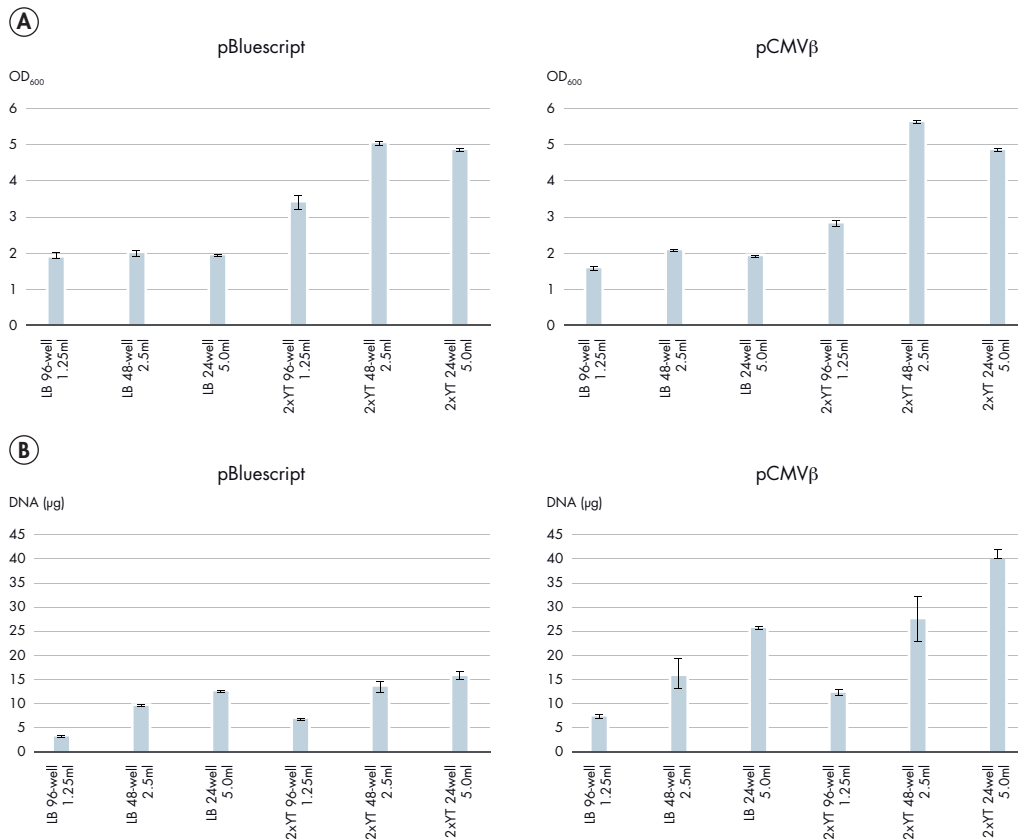 A
pBluescript
pCMVβ
OD600
OD600
6
5
4
3
2
1
0
6
5
4
3
2
1
0
LB 96-well
1.25ml
LB 48-well
2.5ml
LB 24well
5.0ml
2xYT 96-well
1.25ml
2xYT 48-well
2.5ml
2xYT 24well
5.0ml
LB 96-well
1.25ml
LB 48-well
2.5ml
LB 24well
5.0ml
2xYT 96-well
1.25ml
2xYT 48-well
2.5ml
2xYT 24well
5.0ml
B
pBluescript
pCMVβ
DNA (µg)
DNA (µg)
45
40
35
30
25
20
15
10
5
0
45
40
35
30
25
20
15
10
5
0
LB 96-well
1.25ml
LB 48-well
2.5ml
LB 24well
5.0ml
2xYT 96-well
1.25ml
2xYT 48-well
2.5ml
2xYT 24well
5.0ml
LB 96-well
1.25ml
LB 48-well
2.5ml
LB 24well
5.0ml
2xYT 96-well
1.25ml
2xYT 48-well
2.5ml
2xYT 24well
5.0ml